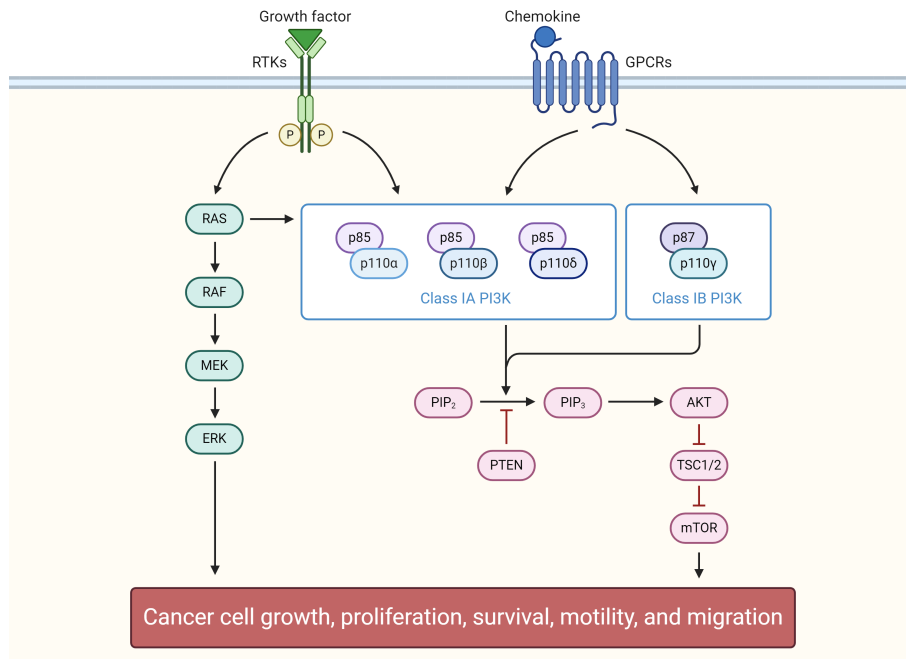 Growth factor
Chemokine
RTKs
GPCRs
P
P
RAS
p85
p110α
p85
p110β
p85
p110δ
Class IA PI3K
p87
p110γ
Class IB PI3K
RAF
MEK
ERK
PIP₂
PIP₃
AKT
PTEN
TSC1/2
mTOR
Cancer cell growth, proliferation, survival, motility, and migration